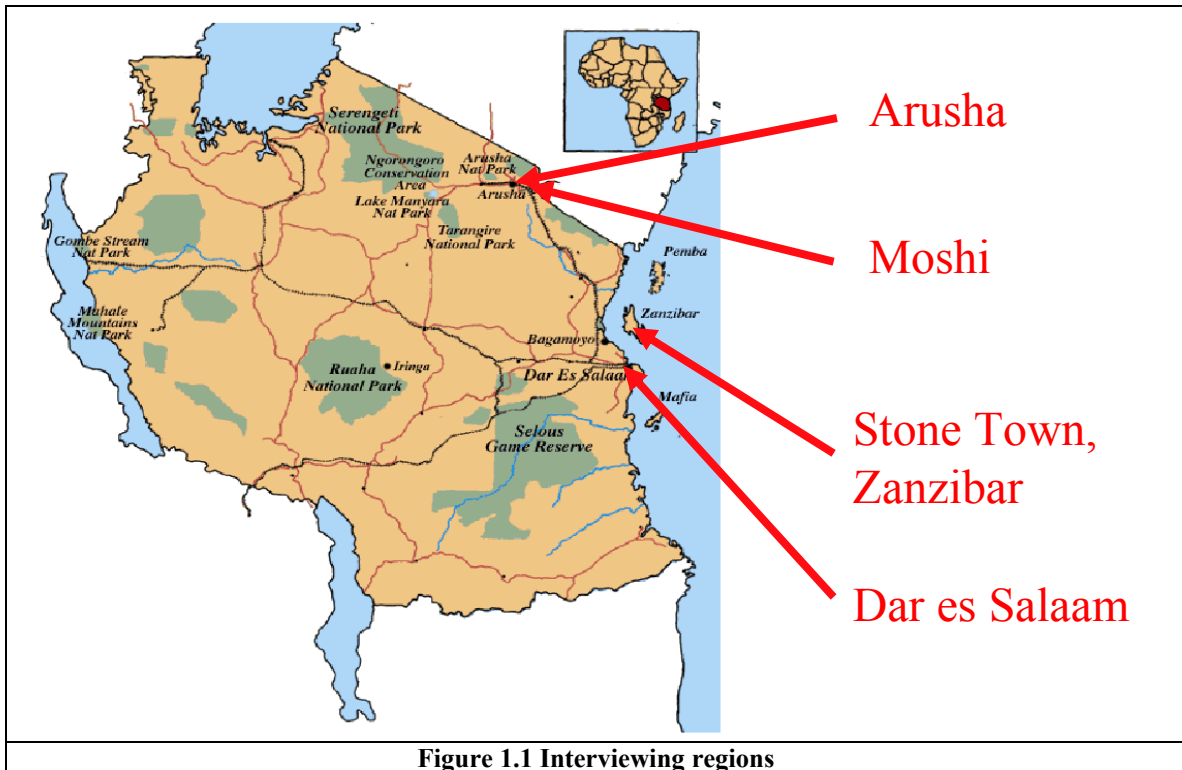 Serengeti
National Park
Ngorongoro
Conservation
Area
Arusha
Nat Park
Arusha
Lake Manyara
Nat Park
Tarangire
National Park
Gombe Stream
Nat Park
Mahale
Mountains
Nat Park
Ruaha
National Park
Iringa
Bagamoyo
Dar Es Salaam
Selous
Game Reserve
Pemba
Zanzibar
Mafia
Arusha
Moshi
Stone Town,
Zanzibar
Dar es Salaam
Figure 1.1 Interviewing regions